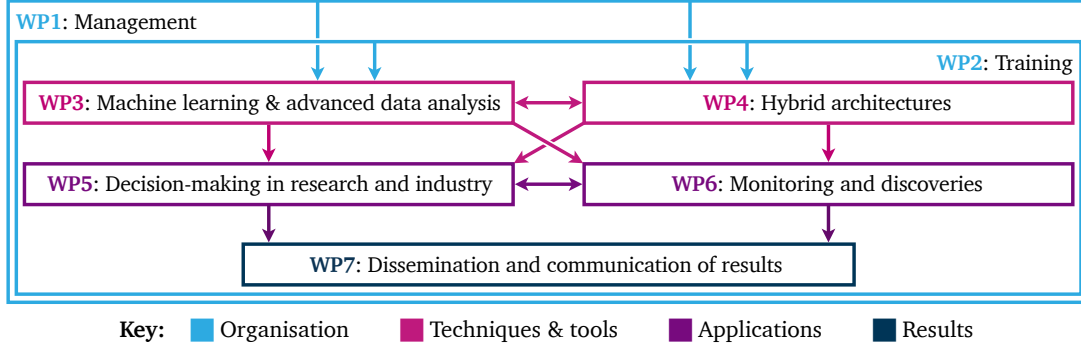 WP1: Management
WP2: Training
WP3: Machine learning & advanced data analysis
WP4: Hybrid architectures
WP5: Decision-making in research and industry
WP6: Monitoring and discoveries
WP7: Dissemination and communication of results
Key: Organisation Techniques & tools Applications Results